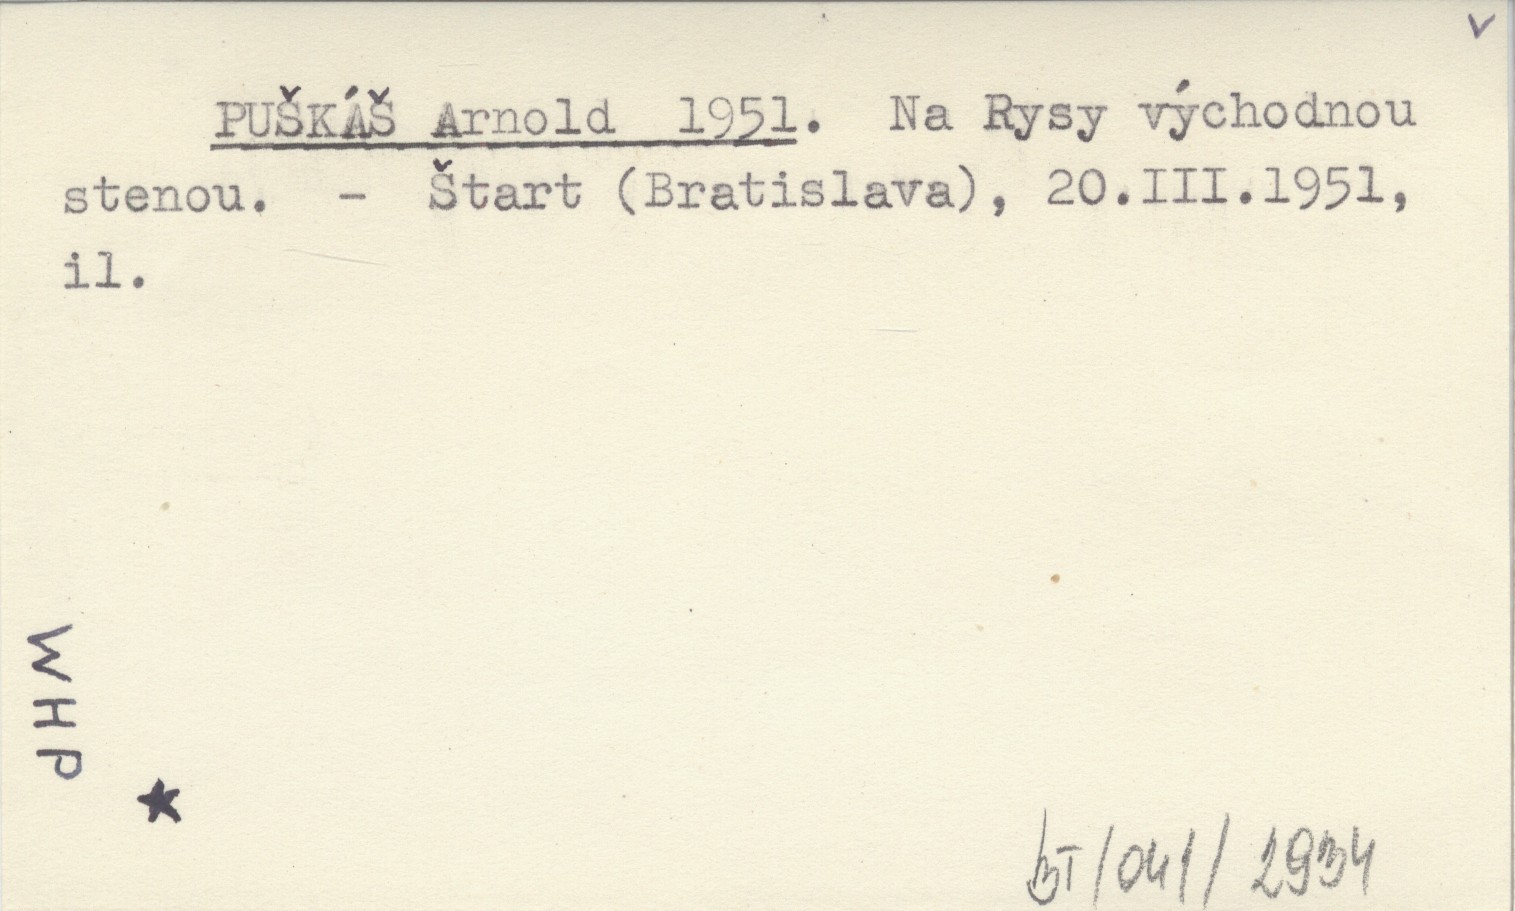 PUŠKÁŠ Arnold 1951. Na Rysy východnou
stenou. - Štart (Bratislava), 20.III.1951,
il.
WHP
BT/041/2934